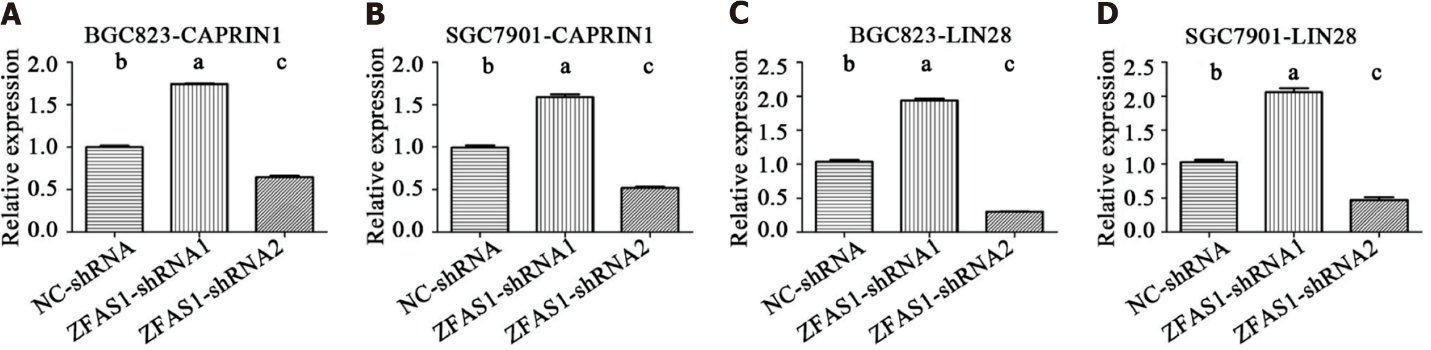 A
BGC823-CAPRIN1
b a c
Relative expression
2.0
1.5
1.0
0.5
0.0
NC-shRNA
ZFAS1-shRNA1
ZFAS1-shRNA2
B
SGC7901-CAPRIN1
b a c
Relative expression
2.0
1.5
1.0
0.5
0.0
NC-shRNA
ZFAS1-shRNA1
ZFAS1-shRNA2
C
BGC823-LIN28
b a c
Relative expression
2.5
2.0
1.5
1.0
0.5
0.0
NC-shRNA
ZFAS1-shRNA1
ZFAS1-shRNA2
D
SGC7901-LIN28
b a c
Relative expression
2.5
2.0
1.5
1.0
0.5
0.0
NC-shRNA
ZFAS1-shRNA1
ZFAS1-shRNA2